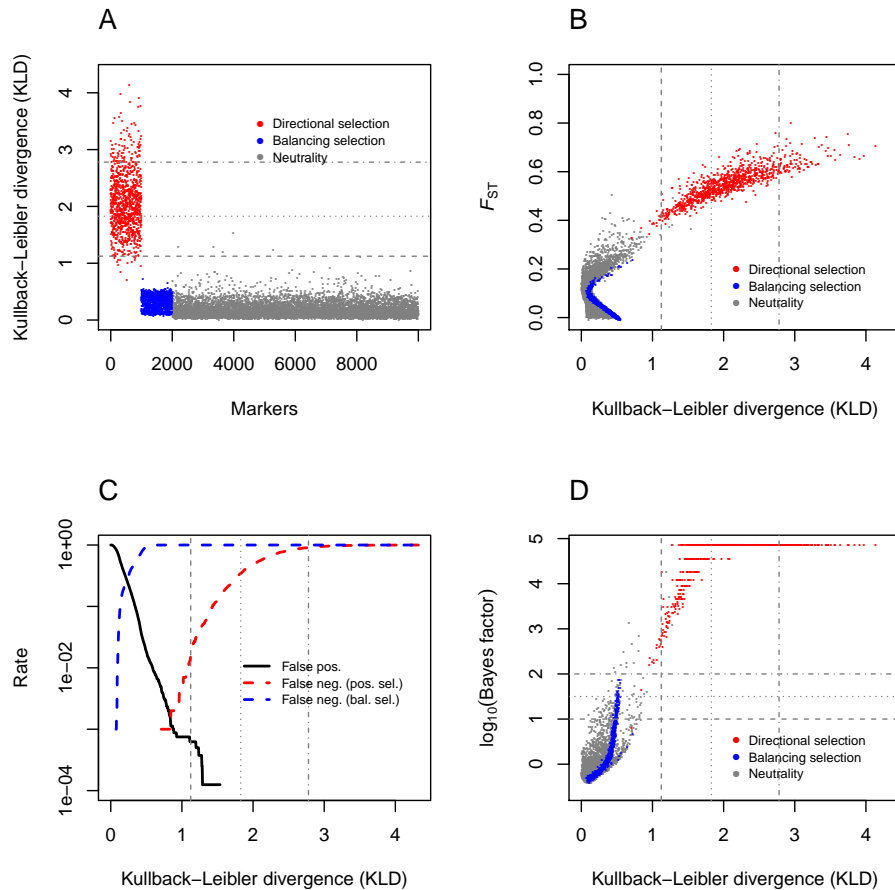 A
Kullback−Leibler divergence (KLD)
4
3
2
1
0
Directional selection
Balancing selection
Neutrality
0 2000 4000 6000 8000
Markers
B
FST
1.0
0.8
0.6
0.4
0.2
0.0
Directional selection
Balancing selection
Neutrality
0 1 2 3 4
Kullback−Leibler divergence (KLD)
C
Rate
1e+00
1e−02
1e−04
False pos.
False neg. (pos. sel.)
False neg. (bal. sel.)
0 1 2 3 4
Kullback−Leibler divergence (KLD)
D
log10(Bayes factor)
5
4
3
2
1
0
Directional selection
Balancing selection
Neutrality
0 1 2 3 4
Kullback−Leibler divergence (KLD)